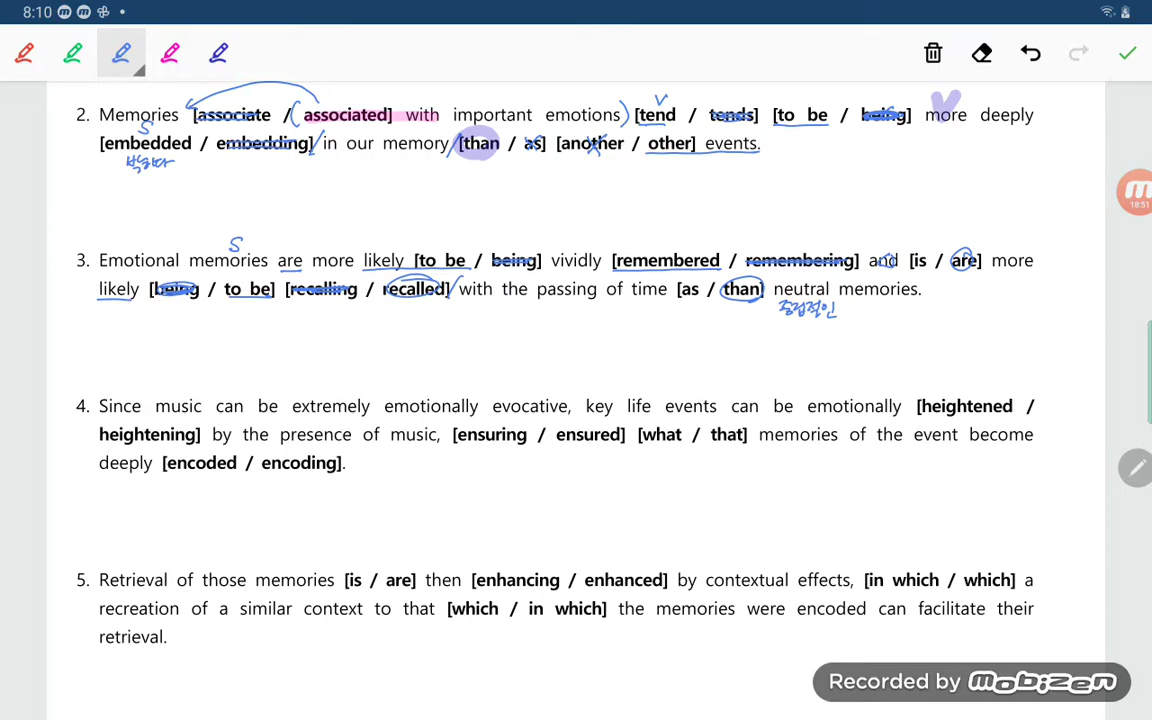 8:10
2. Memories [associate / associated] with important emotions) [tend / tends] [to be / being] more deeply
S
V
[embedded / embedding] in our memory [than / as] [another / other] events.
박히다
18:51
S
3. Emotional memories are more likely [to be / being] vividly [remembered / remembering] and [is / are] more
likely [being / to be] [recalling / recalled] with the passing of time [as / than] neutral memories.
중립적인
4. Since music can be extremely emotionally evocative, key life events can be emotionally [heightened /
heightening] by the presence of music, [ensuring / ensured] [what / that] memories of the event become
deeply [encoded / encoding].
5. Retrieval of those memories [is / are] then [enhancing / enhanced] by contextual effects, [in which / which] a
recreation of a similar context to that [which / in which] the memories were encoded can facilitate their
retrieval.
Recorded by mobizen